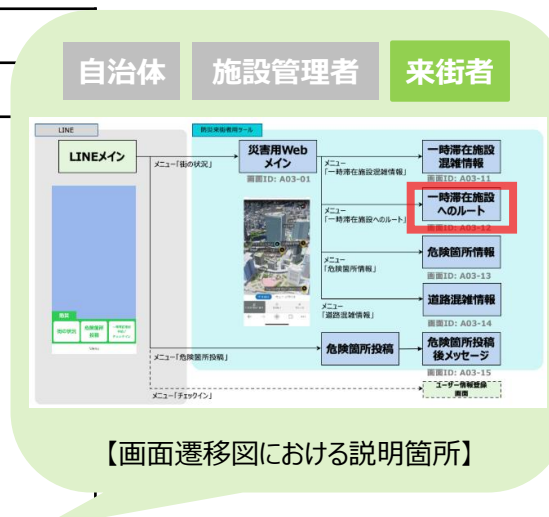 自治体 施設管理者 来街者
LINE
防災来街者用ツール
LINEメイン
メニュー「街の状況」
災害用Web
メイン
画面ID: A03-01
メニュー
「一時滞在施設混雑情報」
一時滞在施設
混雑情報
画面ID: A03-11
メニュー
「一時滞在施設へのルート」
一時滞在施設
へのルート
画面ID: A03-12
メニュー
「危険箇所情報」
危険箇所情報
画面ID: A03-13
メニュー
「道路混雑情報」
道路混雑情報
画面ID: A03-14
街の状況
危険箇所
投稿
メニュー「危険箇所投稿」
危険箇所投稿
危険箇所投稿
後メッセージ
画面ID: A03-15
メニュー「チェックイン」
ユーザー情報登録
画面
【画面遷移図における説明箇所】